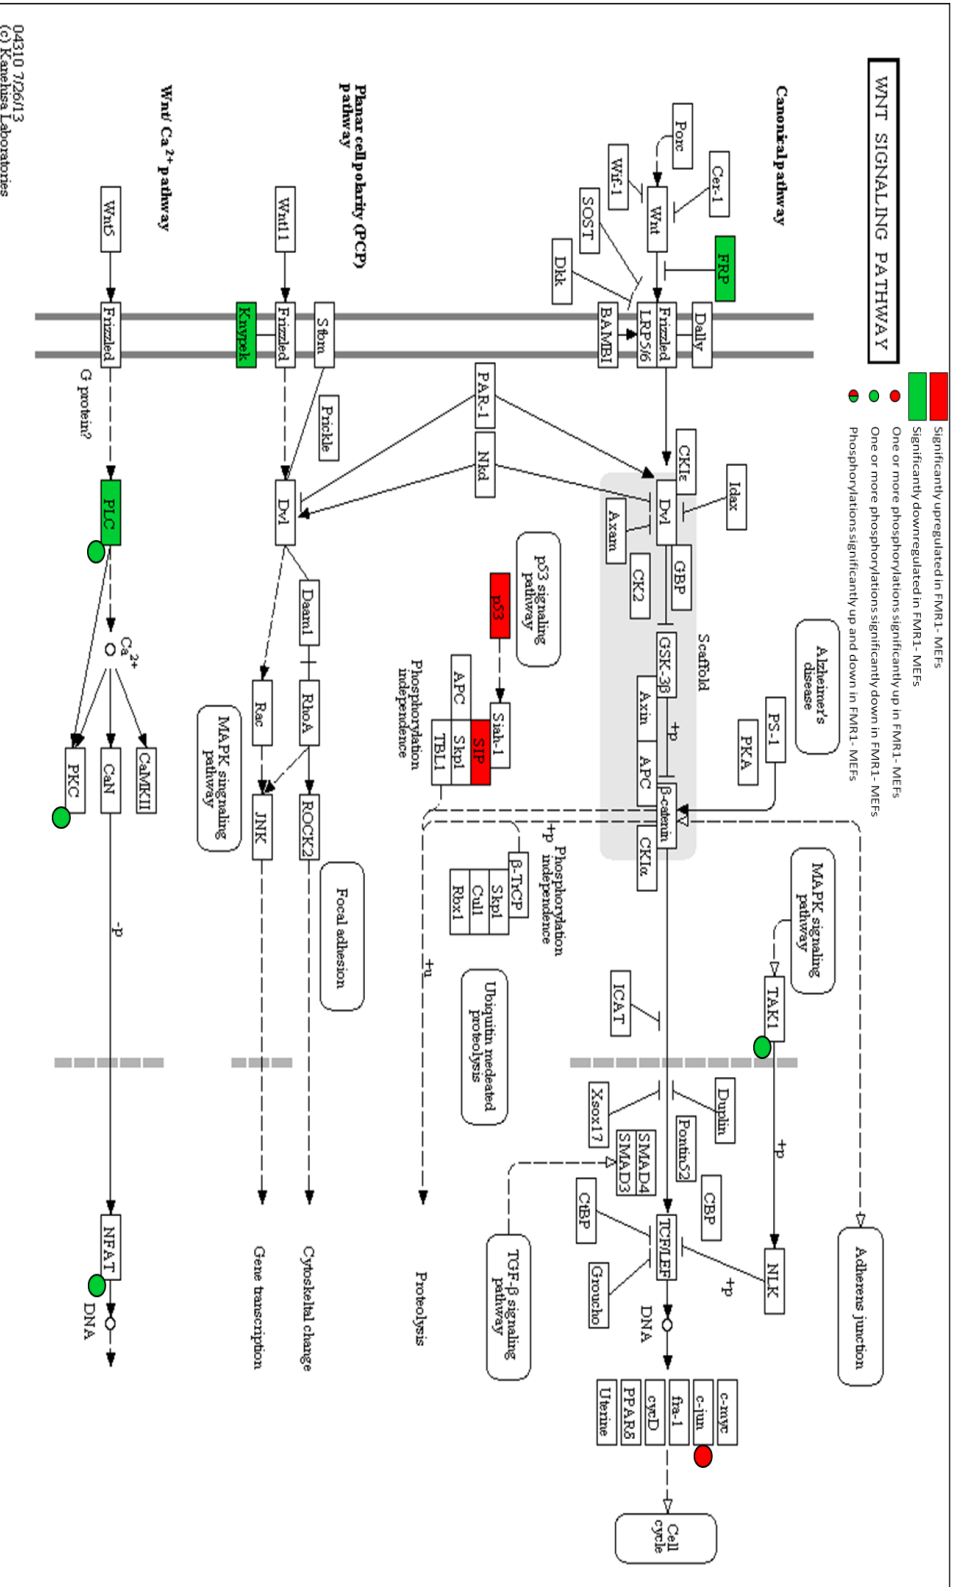 WNT SIGNALING PATHWAY
Significantly upregulated in FMR1- MEFs
Significantly downregulated in FMR1- MEFs
One or more phosphorylations significantly up in FMR1- MEFs
One or more phosphorylations significantly down in FMR1- MEFs
Phosphorylations significantly up and down in FMR1- MEFs
Canonical pathway
Porc
Cer-1
Wnt
Wif-1
SOST
Dkk
FRP
Dally
Frizzled
LRP5/6
BAMBI
CKIε
Idax
Dvl
Axam
GBP
CK2
Scaffold
GSK-3β
Axin
APC
β-catenin
CKIα
Alzheimer's
disease
PS-1
PKA
+p
MAPK signaling
pathway
TAK1
+p
NLK
+p
Adherens junction
ICAT
Duplin
Xsox17
Pontin52
SMAD4
SMAD3
CBP
CtBP
TCF/LEF
Groucho
DNA
c-myc
c-jun
fra-1
cycD
PPARδ
Uterine
Cell
cycle
TGF-β signaling
pathway
PAR-1
Nkd
p53 signaling
pathway
p53
Siah-1
SIP
APC
Skp1
TBL1
Phosphorylation
independence
Phosphorylation
independence
+p
β-TrCP
Skp1
Cul1
Rbx1
+u
Ubiquitin medeated
proteolysis
Proteolysis
Planar cell polarity (PCP)
pathway
Wnt11
Stbm
Frizzled
Knypek
Prickle
Dvl
Daam1
RhoA
Rac
ROCK2
JNK
MAPK singnaling
pathway
Focal adhesion
Cytoskeltal change
Gene transcription
Wnt/ Ca2+ pathway
Wnt5
Frizzled
G protein?
PLC
Ca2+
CaMKII
CaN
PKC
-p
NFAT
DNA
04310 7/26/13
(c) Kanehisa Laboratories